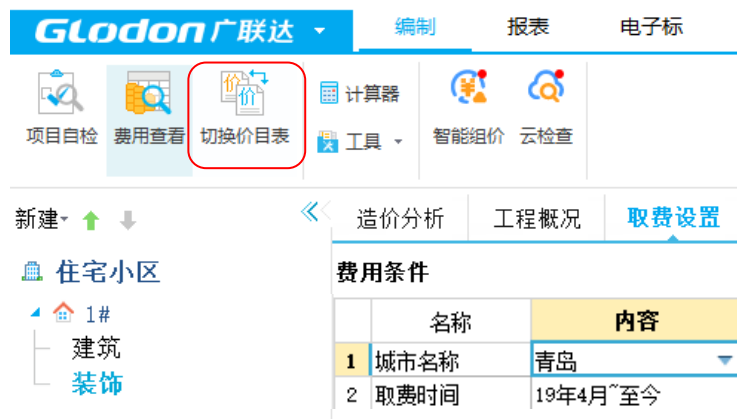 Glodon广联达 编制 报表 电子标
项目自检 费用查看 切换价目表 计算器 工具 智能组价 云检查
新建 造价分析 工程概况 取费设置
住宅小区
1#
建筑
装饰
费用条件
名称 内容
1 城市名称 青岛
2 取费时间 19年4月~至今